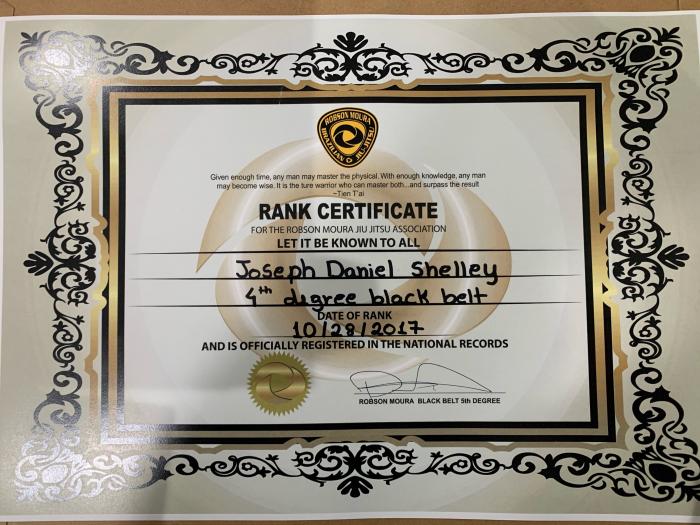 ROBSON MOURA
BRAZILIAN JIU JITSU
Given enough time, any man may master the physical. With enough knowledge, any man
may become wise. It is the ture warrior who can master both...and surpass the result
~Tien T'ai
RANK CERTIFICATE
FOR THE ROBSON MOURA JIU JITSU ASSOCIATION
LET IT BE KNOWN TO ALL
Joseph Daniel Shelley
4th degree black belt
DATE OF RANK
10/28/2017
AND IS OFFICIALLY REGISTERED IN THE NATIONAL RECORDS
ROBSON MOURA BLACK BELT 5th DEGREE